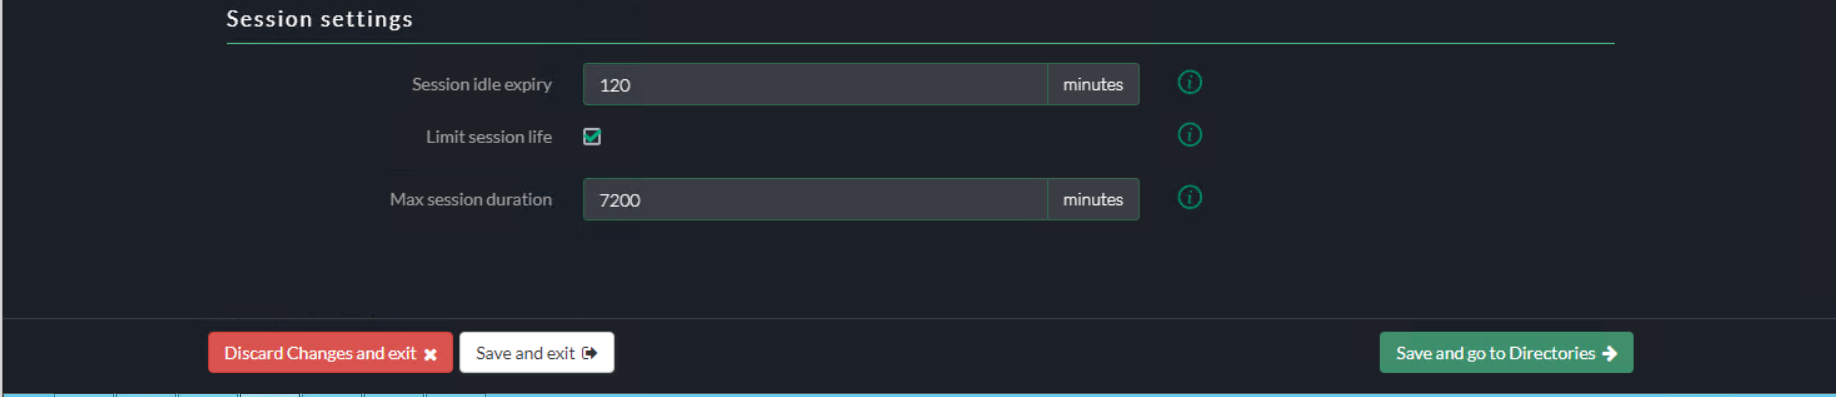 Session settings
Session idle expiry 120 minutes
Limit session life
Max session duration 7200 minutes
Discard Changes and exit Save and exit Save and go to Directories